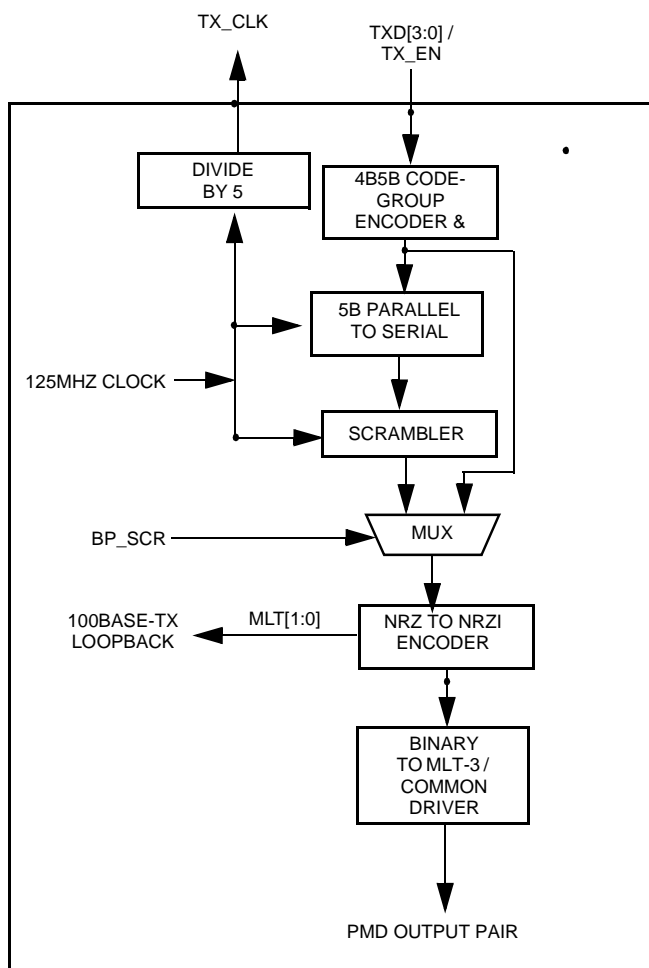 TX_CLK
TXD[3:0] /
TX_EN
DIVIDE
BY 5
4B5B CODE-
GROUP
ENCODER &
5B PARALLEL
TO SERIAL
125MHZ CLOCK
SCRAMBLER
BP_SCR
MUX
100BASE-TX
LOOPBACK
MLT[1:0]
NRZ TO NRZI
ENCODER
BINARY
TO MLT-3 /
COMMON
DRIVER
PMD OUTPUT PAIR